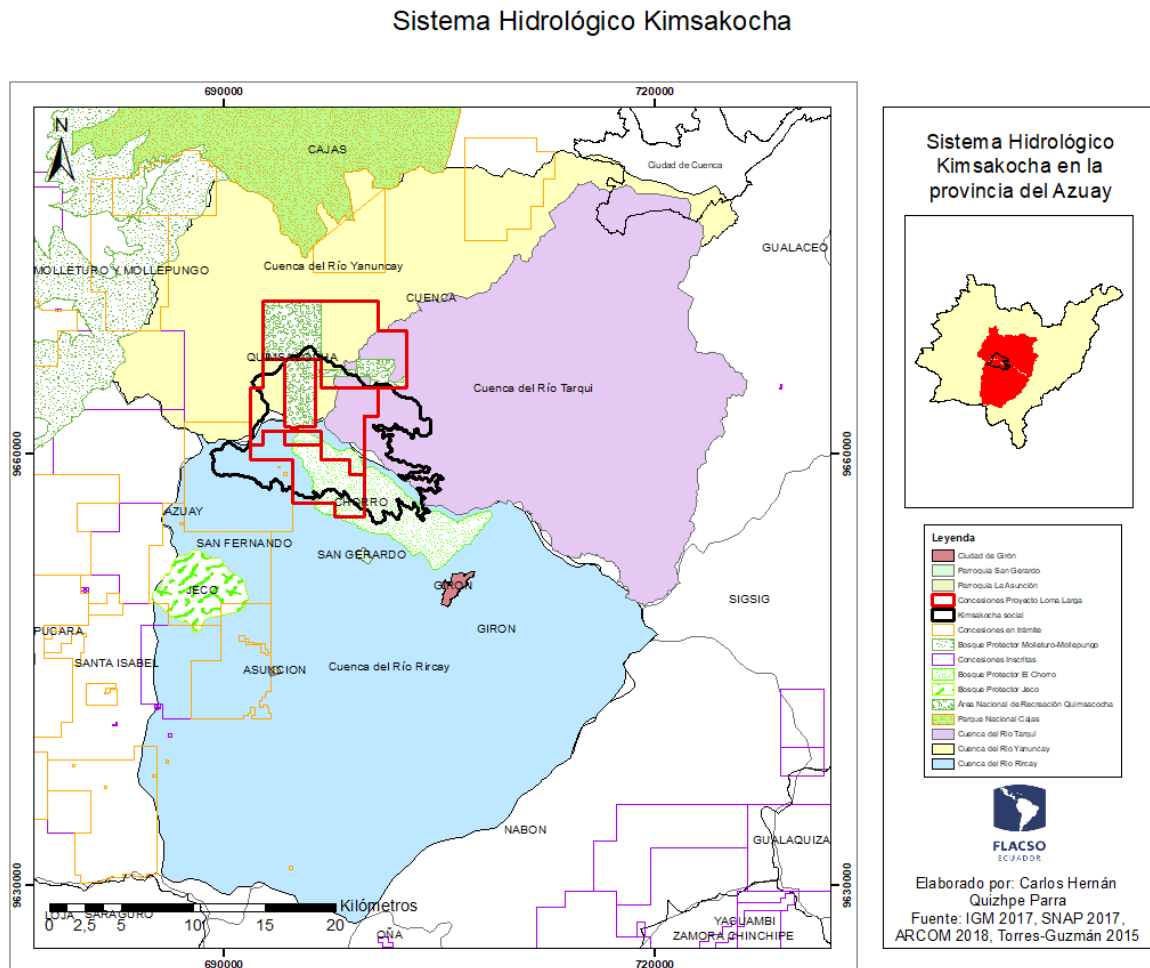 Sistema Hidrológico Kimsakocha
690000
720000
N
CAJAS
Ciudad de Cuenca
GUALACEO
MOLLETURO Y MOLLEPUNGO
Cuenca del Río Yanuncay
CUENCA
QUIMSACOCHA
Cuenca del Río Tarqui
9660000
9660000
CHORRO
AZUAY
SAN FERNANDO
SAN GERARDO
JECO
GIRON
SIGSIG
GIRON
PUCARA
SANTA ISABEL
ASUNCION
Cuenca del Río Rircay
NABON
GUALAQUIZA
9630000
9630000
Kilómetros
LOJA
SARAGURO
0 2,5 5 10 15 20
OÑA
YACUAMBI
ZAMORA CHINCHIPE
690000
720000
Sistema Hidrológico
Kimsakocha en la
provincia del Azuay
Leyenda
Ciudad de Girón
Parroquia San Gerardo
Parroquia La Asunción
Concesiones Proyecto Loma Larga
Kimsakocha social
Concesiones en trámite
Bosque Protector Molleturo-Mollepungo
Concesiones Inscritas
Bosque Protector El Chorro
Bosque Protector Jeco
Área Nacional de Recreación Quimsacocha
Parque Nacional Cajas
Cuenca del Río Tarqui
Cuenca del Río Yanuncay
Cuenca del Río Rircay
FLACSO
ECUADOR
Elaborado por: Carlos Hernán
Quizhpe Parra
Fuente: IGM 2017, SNAP 2017,
ARCOM 2018, Torres-Guzmán 2015